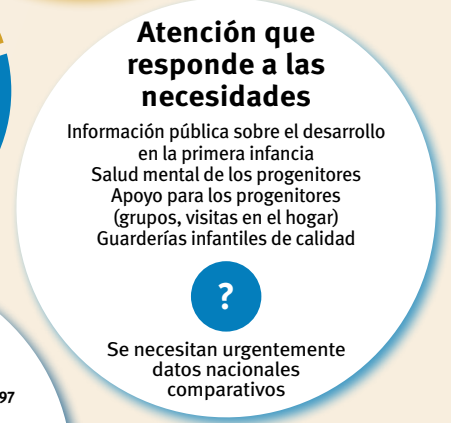 Atención que
responde a las
necesidades
Información pública sobre el desarrollo
en la primera infancia
Salud mental de los progenitores
Apoyo para los progenitores
(grupos, visitas en el hogar)
Guarderías infantiles de calidad
?
Se necesitan urgentemente
datos nacionales
comparativos
97